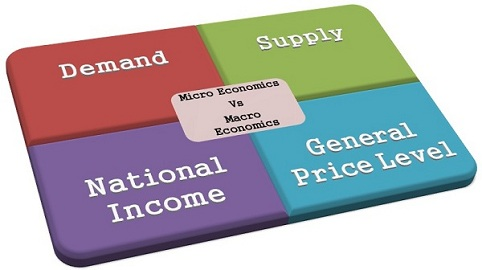 Demand
Supply
Micro Economics
Vs
Macro
Economics
National
Income
General
Price Level